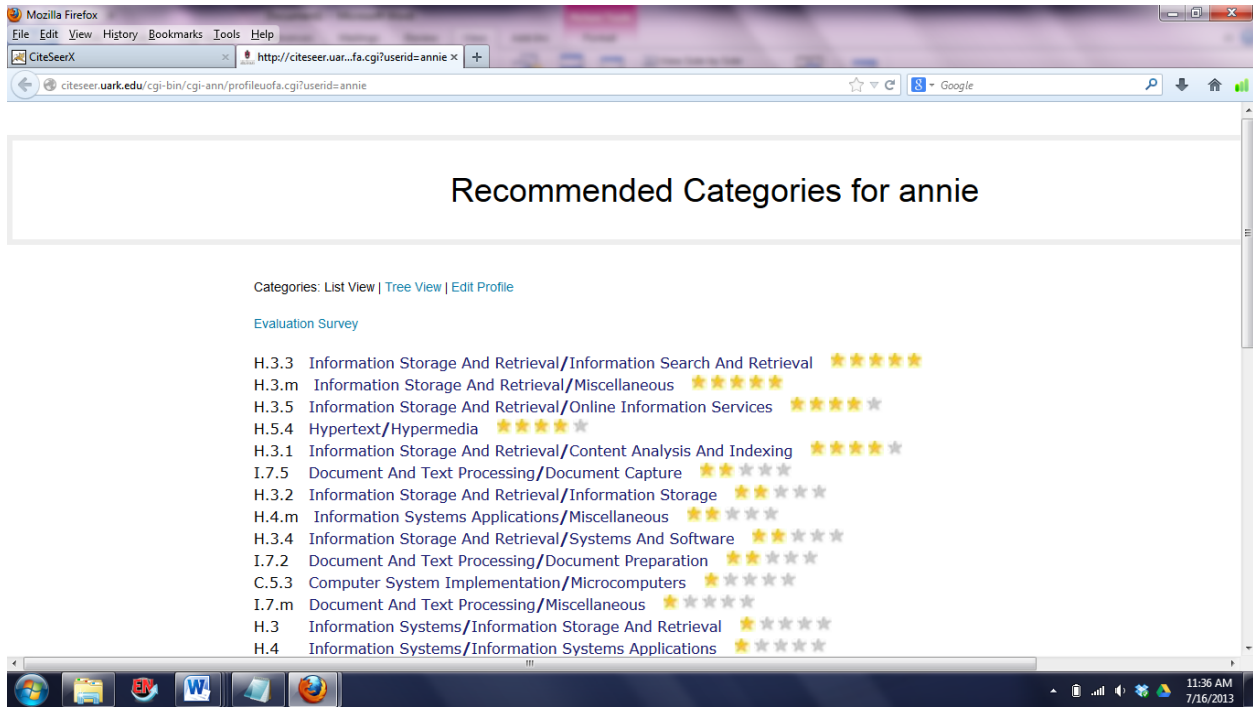 Mozilla Firefox
File Edit View History Bookmarks Tools Help
CiteSeerX × http://citeseer.uar...fa.cgi?userid=annie × +
citeseer.uark.edu/cgi-bin/cgi-ann/profileuofa.cgi?userid=annie Google
Recommended Categories for annie
Categories: List View | Tree View | Edit Profile
Evaluation Survey
H.3.3 Information Storage And Retrieval/Information Search And Retrieval
H.3.m Information Storage And Retrieval/Miscellaneous
H.3.5 Information Storage And Retrieval/Online Information Services
H.5.4 Hypertext/Hypermedia
H.3.1 Information Storage And Retrieval/Content Analysis And Indexing
I.7.5 Document And Text Processing/Document Capture
H.3.2 Information Storage And Retrieval/Information Storage
H.4.m Information Systems Applications/Miscellaneous
H.3.4 Information Storage And Retrieval/Systems And Software
I.7.2 Document And Text Processing/Document Preparation
C.5.3 Computer System Implementation/Microcomputers
I.7.m Document And Text Processing/Miscellaneous
H.3 Information Systems/Information Storage And Retrieval
H.4 Information Systems/Information Systems Applications
11:36 AM
7/16/2013